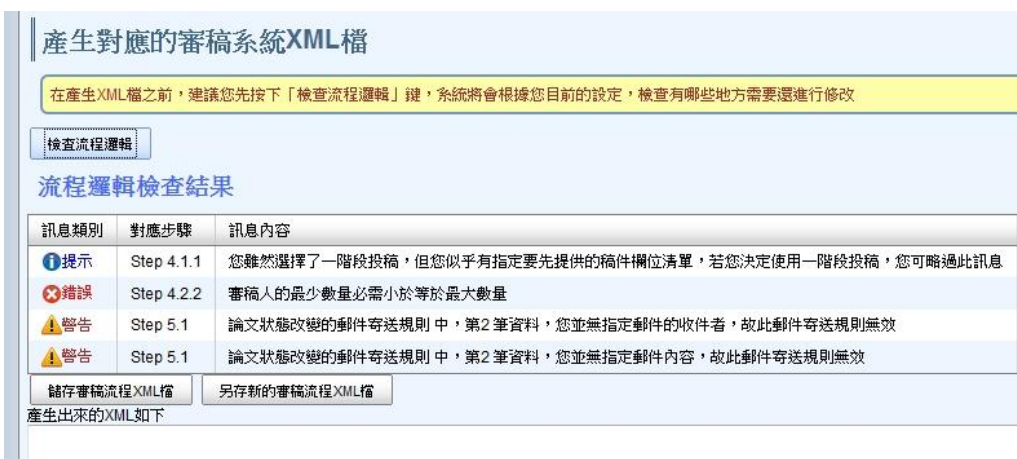 產生對應的審稿系統XML檔
在產生XML檔之前，建議您先按下「檢查流程邏輯」鍵，系統將會根據您目前的設定，檢查有哪些地方需要還進行修改
檢查流程邏輯
流程邏輯檢查結果
訊息類別 對應步驟 訊息內容
提示 Step 4.1.1 您雖然選擇了一階段投稿，但您似乎有指定要先提供的稿件欄位清單，若您決定使用一階段投稿，您可略過此訊息
錯誤 Step 4.2.2 審稿人的最少數量必需小於等於最大數量
警告 Step 5.1 論文狀態改變的郵件寄送規則 中，第2 筆資料，您並無指定郵件的收件者，故此郵件寄送規則無效
警告 Step 5.1 論文狀態改變的郵件寄送規則 中，第2 筆資料，您並無指定郵件內容，故此郵件寄送規則無效
儲存審稿流程XML檔 另存新的審稿流程XML檔
產生出來的XML如下